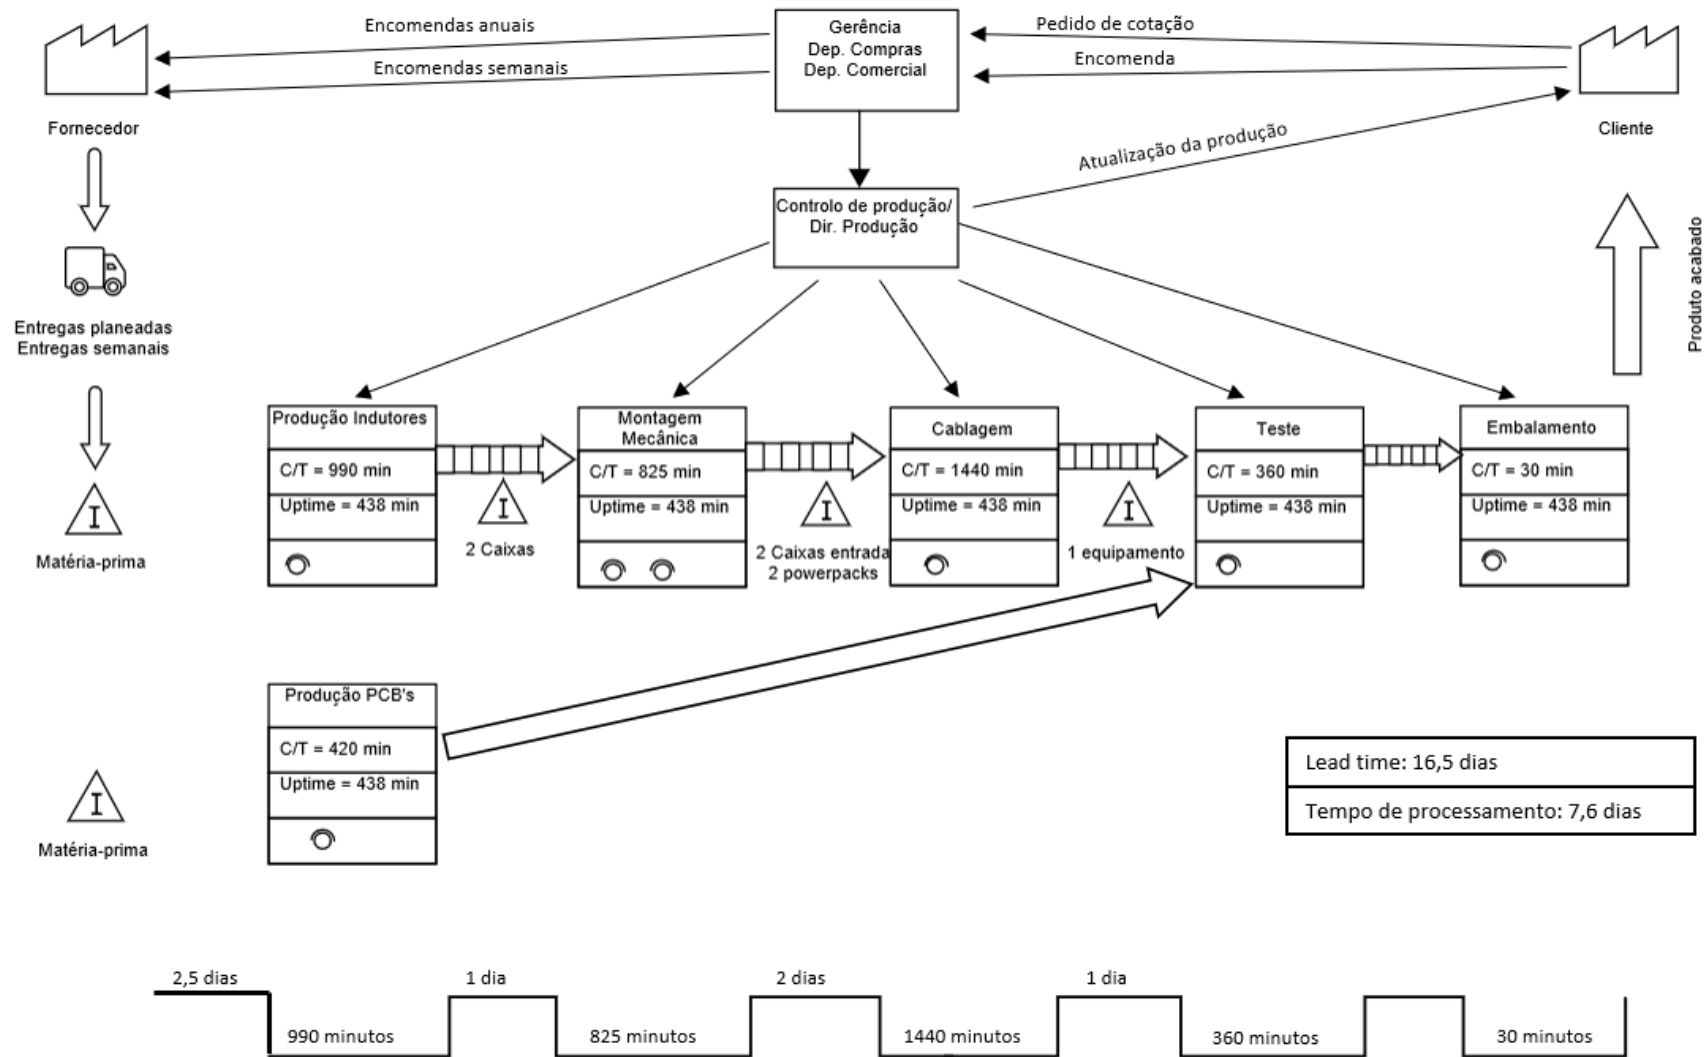 Encomendas anuais
Encomendas semanais
Gerência
Dep. Compras
Dep. Comercial
Pedido de cotação
Encomenda
Fornecedor
Cliente
Atualização da produção
Controlo de produção/
Dir. Produção
Entregas planeadas
Entregas semanais
Produto acabado
Matéria-prima
Produção Indutores
C/T = 990 min
Uptime = 438 min
2 Caixas
Montagem
Mecânica
C/T = 825 min
Uptime = 438 min
2 Caixas entrada
2 powerpacks
Cablagem
C/T = 1440 min
Uptime = 438 min
1 equipamento
Teste
C/T = 360 min
Uptime = 438 min
Embalamento
C/T = 30 min
Uptime = 438 min
I
I
I
I
Produção PCB's
C/T = 420 min
Uptime = 438 min
I
Matéria-prima
Lead time: 16,5 dias
Tempo de processamento: 7,6 dias
2,5 dias
1 dia
2 dias
1 dia
990 minutos
825 minutos
1440 minutos
360 minutos
30 minutos